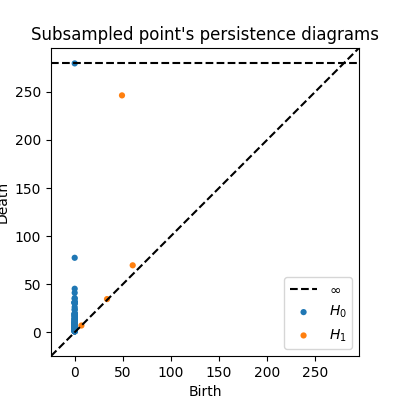 Subsampled point's persistence diagrams
250
200
150
100
50
0
Death
0 50 100 150 200 250
Birth
∞
H₀
H₁